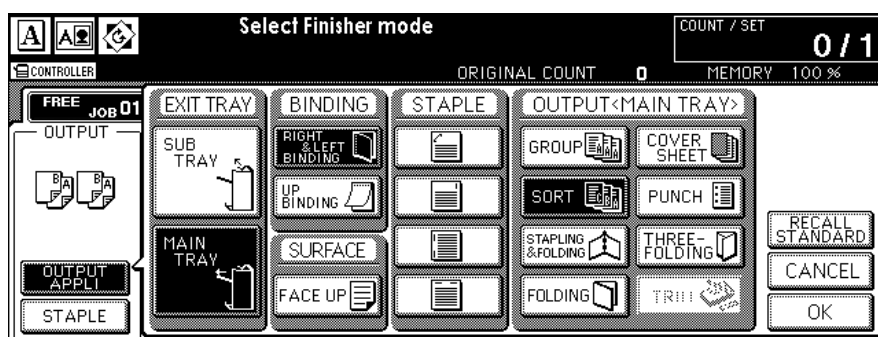 Select Finisher mode
COUNT / SET
0 / 1
CONTROLLER
ORIGINAL COUNT 0 MEMORY 100 %
FREE JOB 01
OUTPUT
B A B A
OUTPUT
APPLI
STAPLE
EXIT TRAY
SUB
TRAY
MAIN
TRAY
BINDING
RIGHT
&LEFT
BINDING
UP
BINDING
SURFACE
FACE UP
STAPLE
OUTPUT<MAIN TRAY>
GROUP
COVER
SHEET
SORT
PUNCH
STAPLING
&FOLDING
THREE-
FOLDING
FOLDING
RECALL
STANDARD
CANCEL
OK